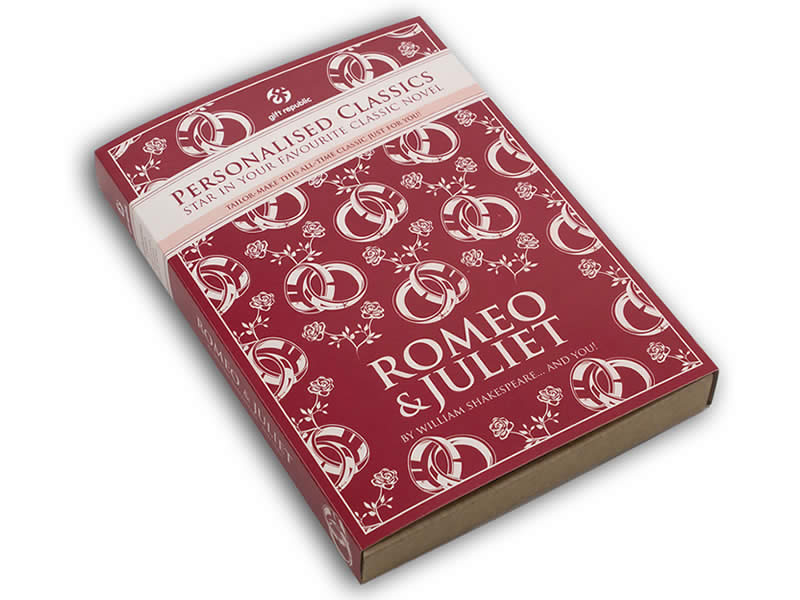 gift republic
PERSONALISED CLASSICS
STAR IN YOUR FAVOURITE CLASSIC NOVEL
TAILOR-MAKE THIS ALL-TIME CLASSIC JUST FOR YOU!
ROMEO
& JULIET
BY WILLIAM SHAKESPEARE... AND YOU!
ROMEO & JULIET